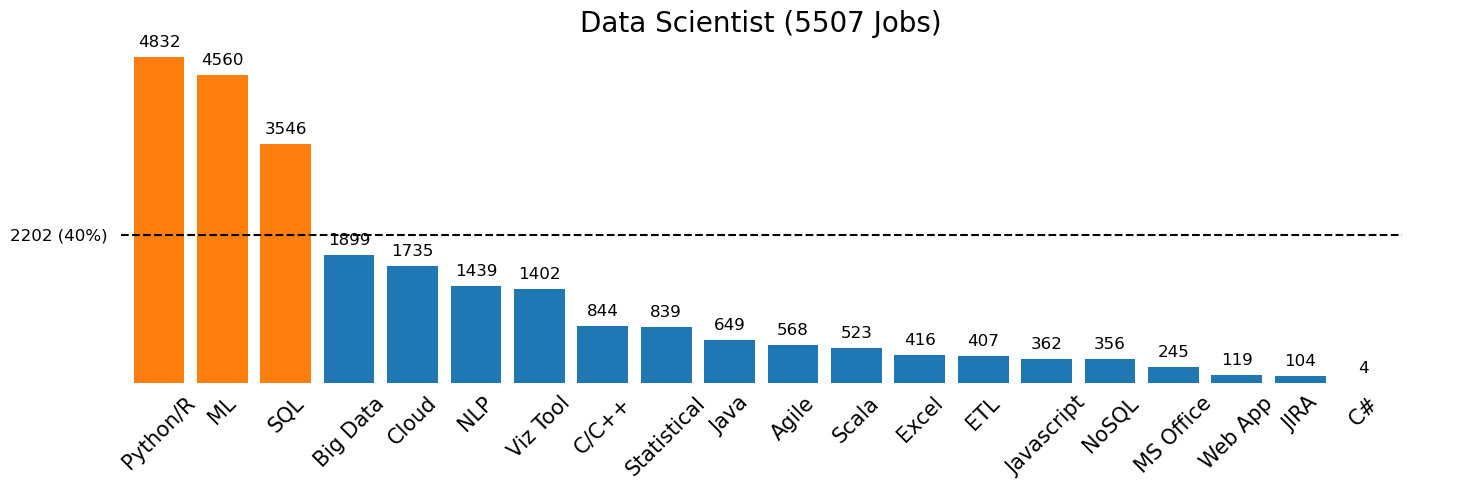 Data Scientist (5507 Jobs)
4832
4560
3546
2202 (40%)
1899
1735
1439
1402
844
839
649
568
523
416
407
362
356
245
119
104
4
Python/R
ML
SQL
Big Data
Cloud
NLP
Viz Tool
C/C++
Statistical
Java
Agile
Scala
Excel
ETL
Javascript
NoSQL
MS Office
Web App
JIRA
C#